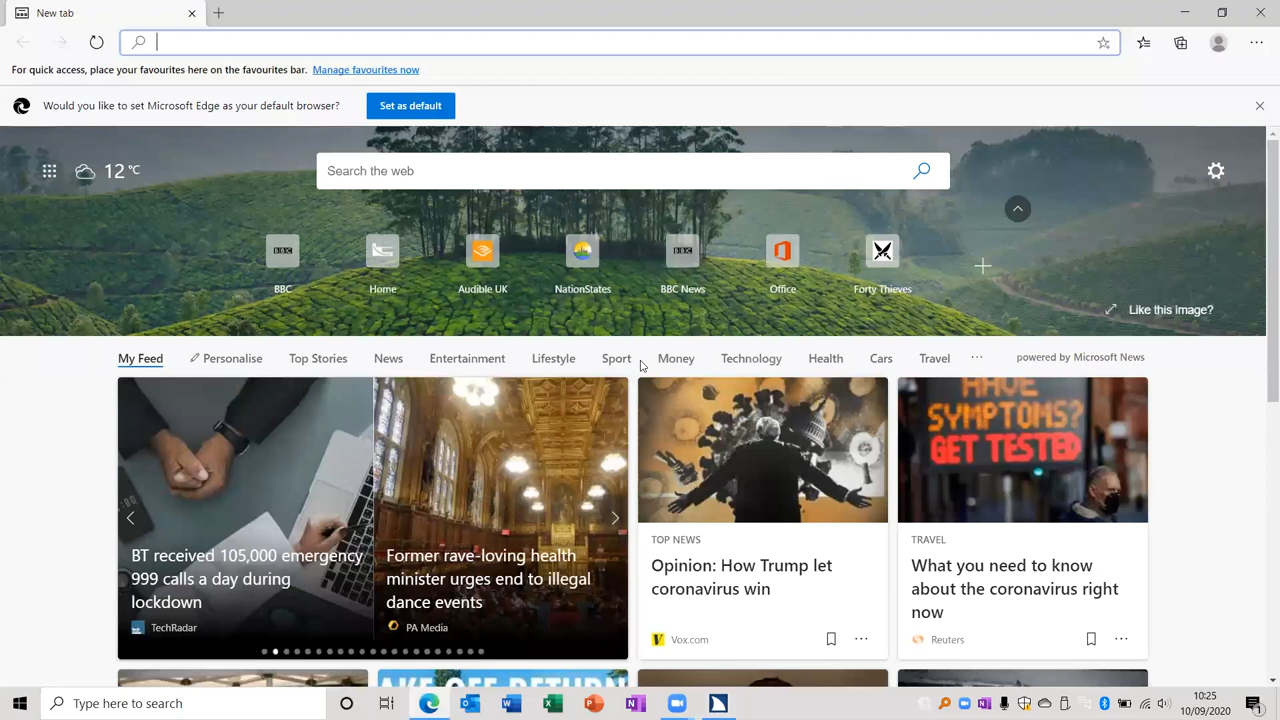 New tab
For quick access, place your favourites here on the favourites bar. Manage favourites now
Would you like to set Microsoft Edge as your default browser? Set as default
12 °C
Search the web
BBC
BBC
BBC
Home
Audible UK
NationStates
BBC News
Office
Forty Thieves
Like this image?
My Feed
Personalise
Top Stories
News
Entertainment
Lifestyle
Sport
Money
Technology
Health
Cars
Travel
powered by Microsoft News
BT received 105,000 emergency
999 calls a day during
lockdown
TechRadar
Former rave-loving health
minister urges end to illegal
dance events
PA Media
TOP NEWS
Opinion: How Trump let
coronavirus win
Vox.com
HAVE
SYMPTOMS?
GET TESTED
TRAVEL
What you need to know
about the coronavirus right
now
Reuters
TAKE-OFF RETURN
Type here to search
10:25
10/09/2020
1